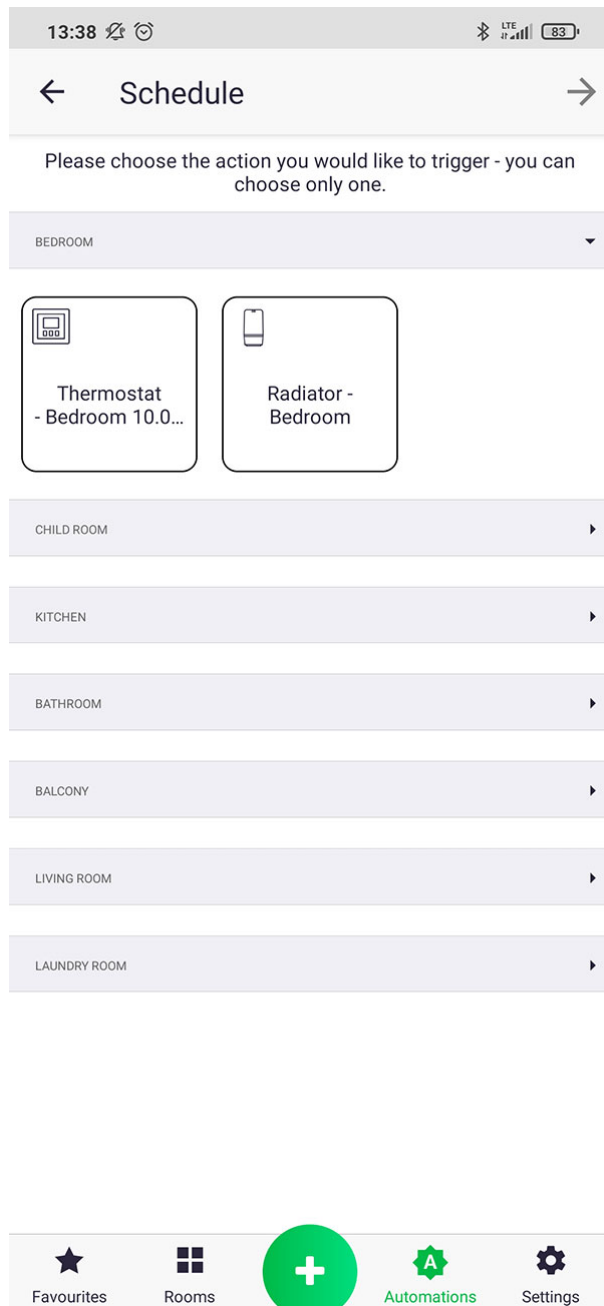 13:38
LTE
83
Schedule
Please choose the action you would like to trigger - you can
choose only one.
BEDROOM
Thermostat
- Bedroom 10.0...
Radiator -
Bedroom
CHILD ROOM
KITCHEN
BATHROOM
BALCONY
LIVING ROOM
LAUNDRY ROOM
A
Favourites
Rooms
Automations
Settings